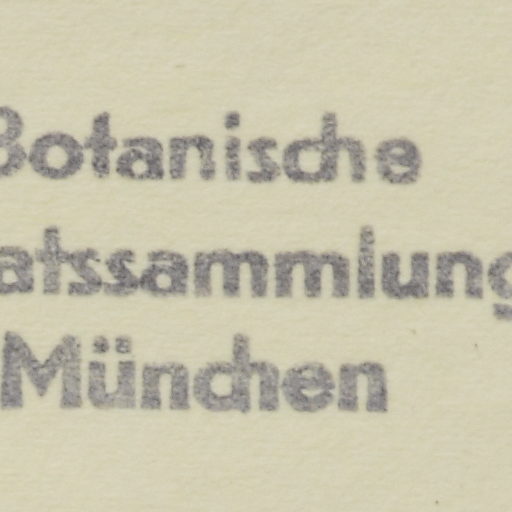 Botanische
atssammlung
München